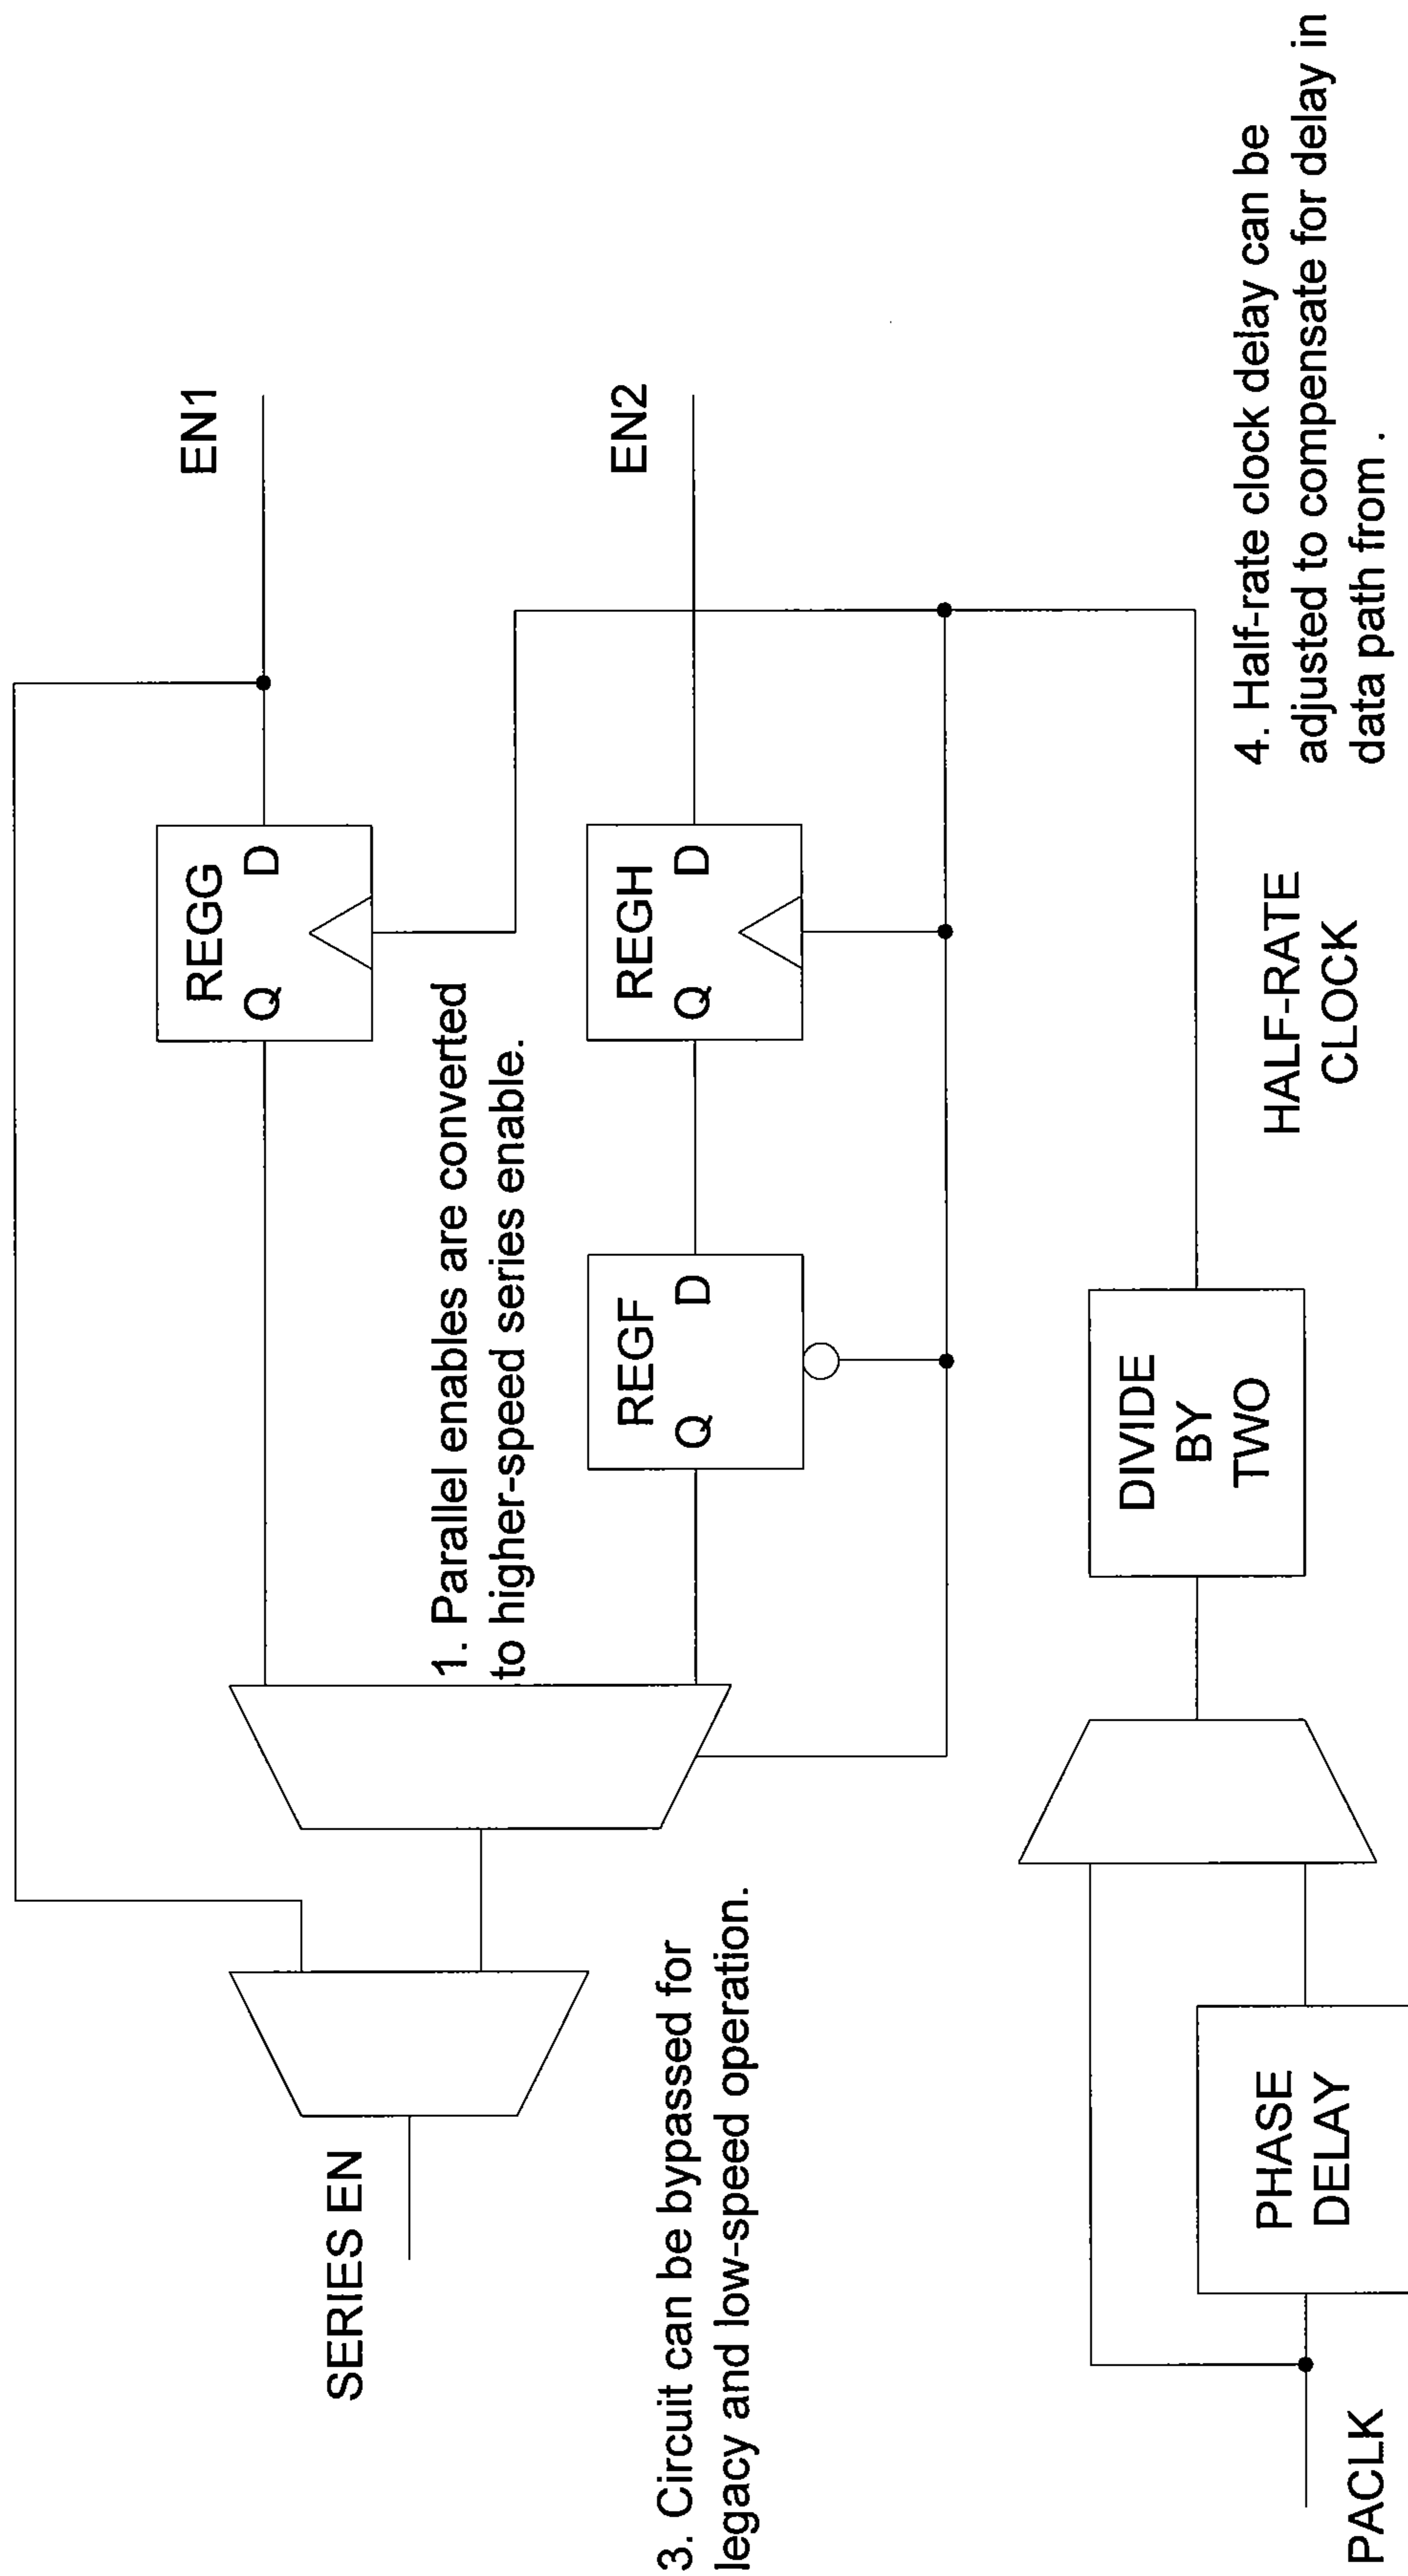 EN1
REGG
Q D
SERIES EN
1. Parallel enables are converted
to higher-speed series enable.
EN2
REGF
Q D
REGH
Q D
3. Circuit can be bypassed for
legacy and low-speed operation.
DIVIDE
BY
TWO
PHASE
DELAY
HALF-RATE
CLOCK
4. Half-rate clock delay can be
adjusted to compensate for delay in
data path from .
PACLK